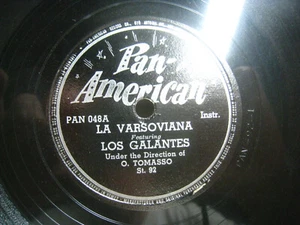 Pan-
American
PAN 048A
Instr.
LA VARSOVIANA
Featuring
LOS GALANTES
Under the Direction of
O. TOMASSO
St. 92